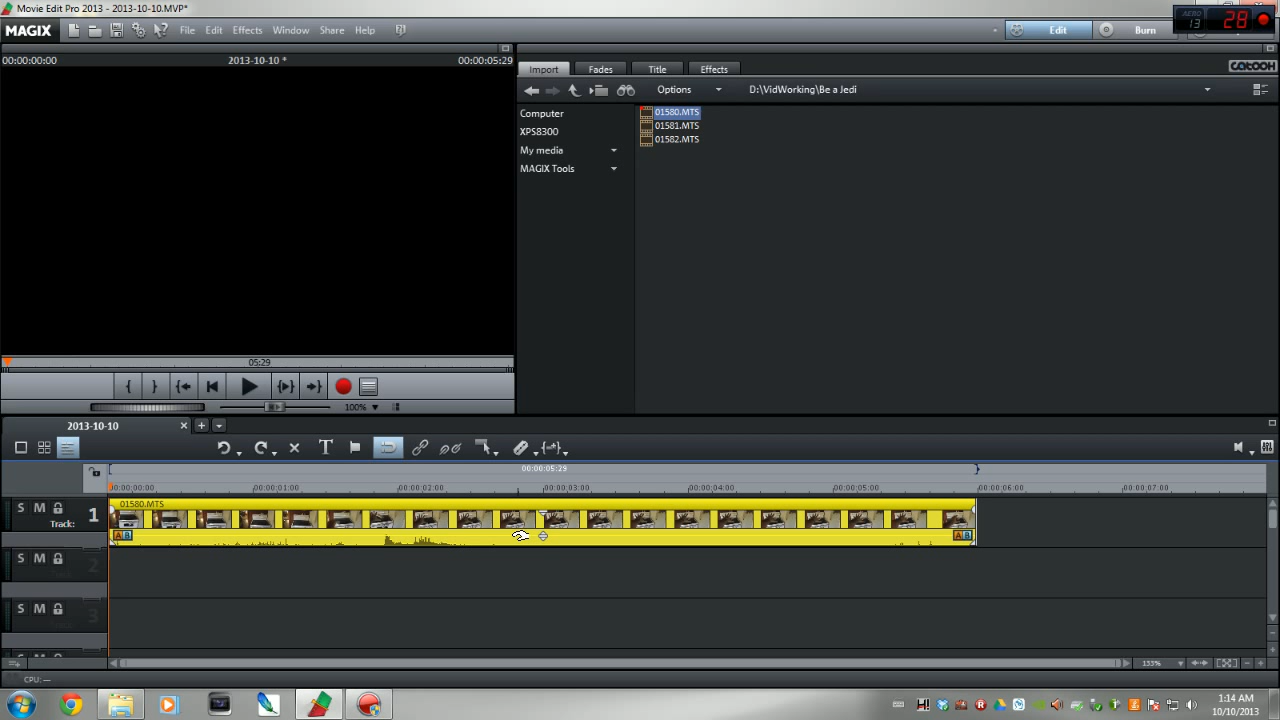 Movie Edit Pro 2013 - 2013-10-10.MVP*
AERO 13 28
MAGIX File Edit Effects Window Share Help Edit Burn
00:00:00:00 2013-10-10 * 00:00:05:29
Import Fades Title Effects catooh
Options D:\VidWorking\Be a Jedi
Computer
XPS8300
My media
MAGIX Tools
01580.MTS
01581.MTS
01582.MTS
05:29
100%
2013-10-10
00:00:05:29
00:00:00:00 00:00:01:00 00:00:02:00 00:00:03:00 00:00:04:00 00:00:05:00 00:00:06:00 00:00:07:00
01580.MTS
S M Track: 1
A B A B
S M Track: 2
S M Track: 3
S M
133%
CPU: —
1:14 AM
10/10/2013